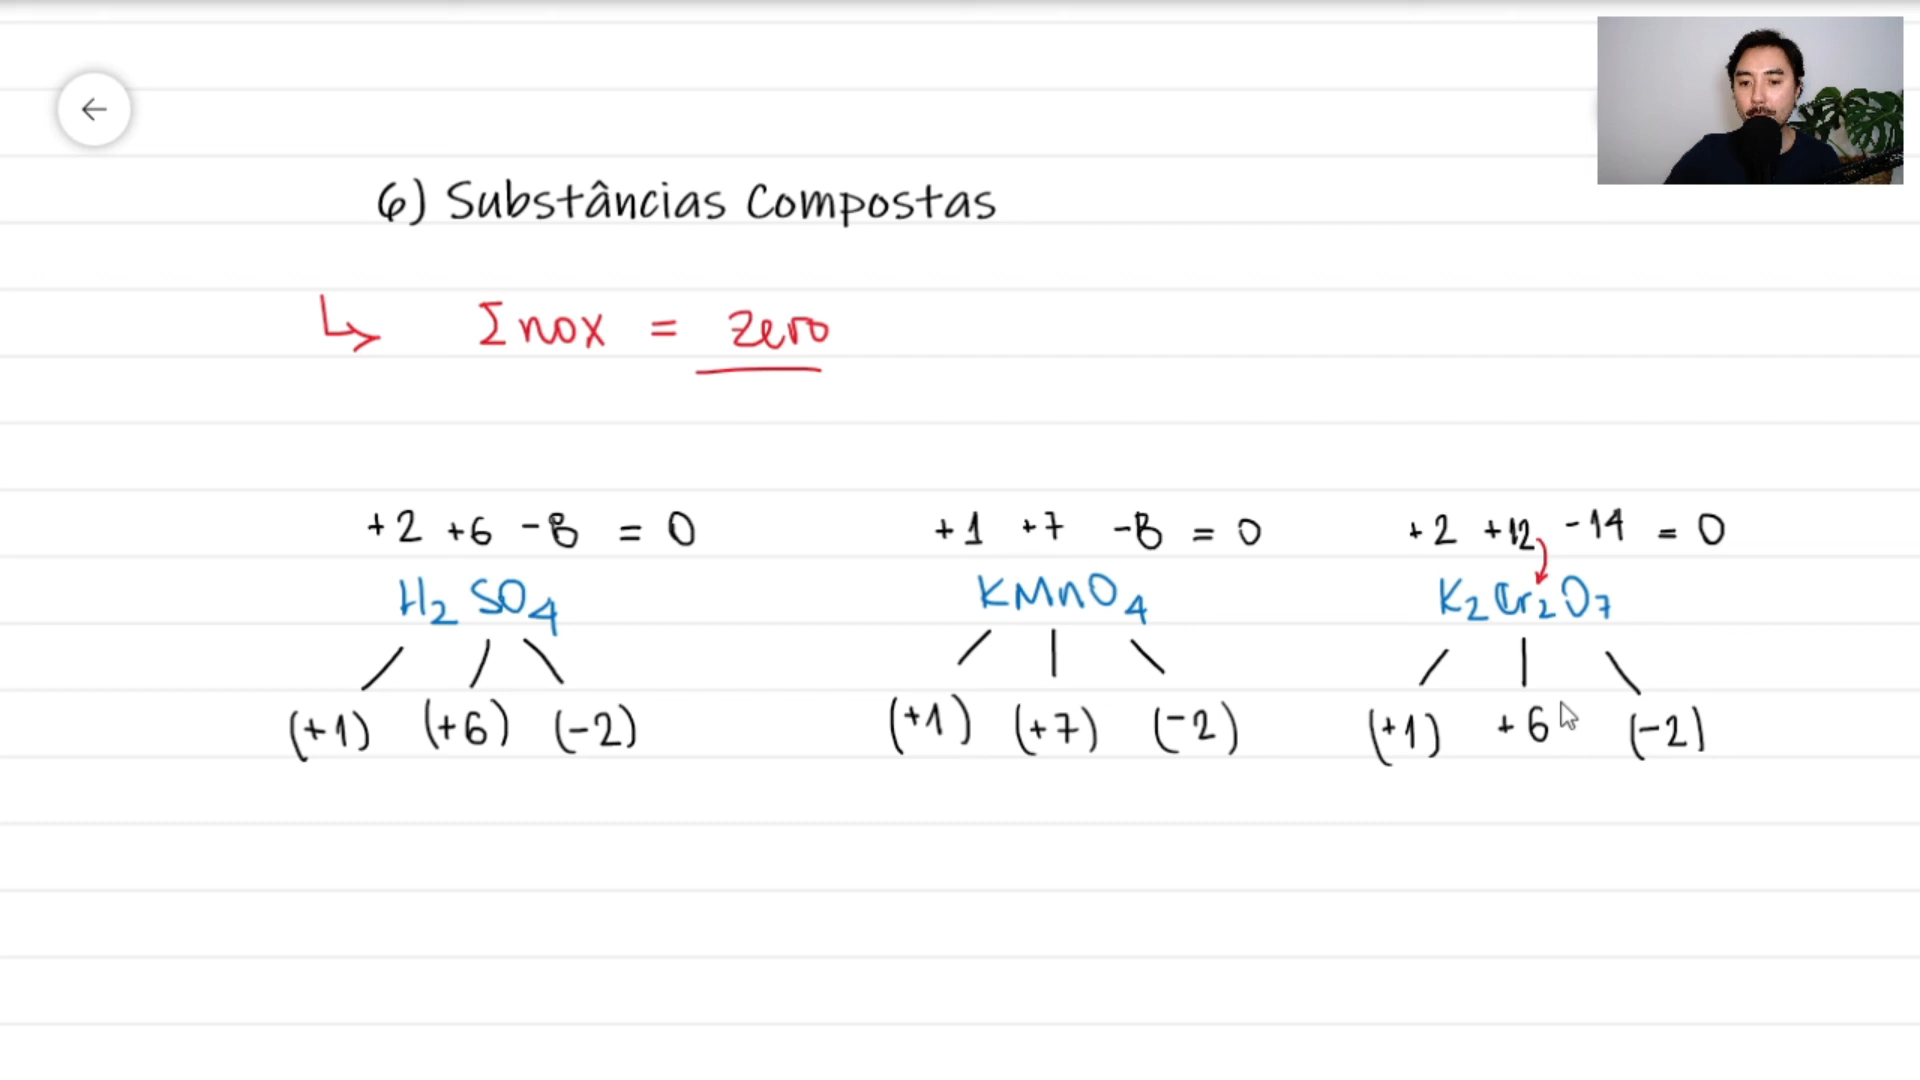 6) Substâncias Compostas
↳ Σnox = Zero
+2 +6 -8 = 0
+1 +7 -8 = 0
+2 +12 -14 = 0
H₂SO₄
KMnO₄
K₂Cr₂O₇
(+1) (+6) (-2)
(+1) (+7) (-2)
(+1) +6 (-2)